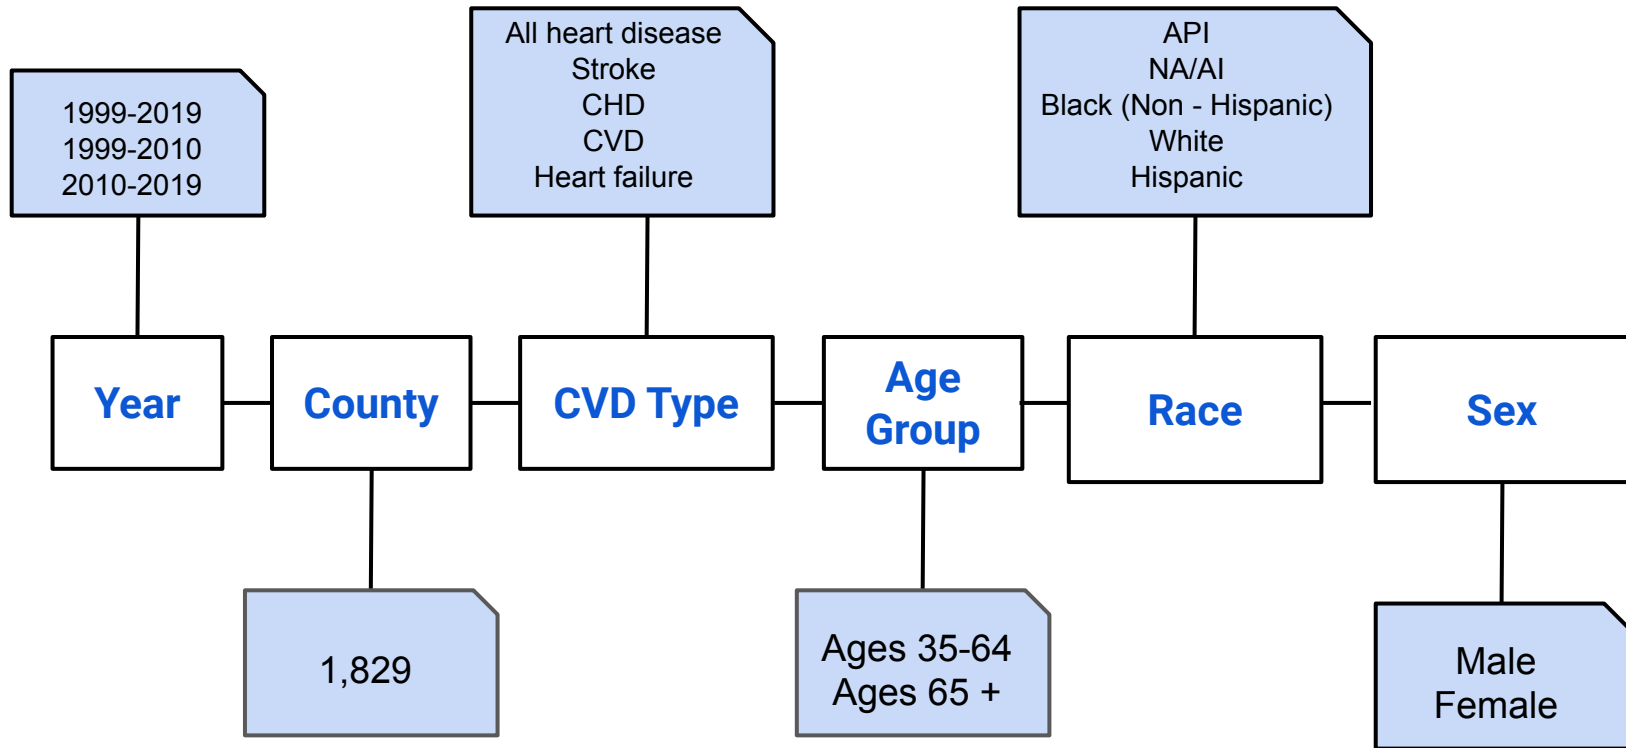 1999-2019
1999-2010
2010-2019
All heart disease
Stroke
CHD
CVD
Heart failure
API
NA/AI
Black (Non - Hispanic)
White
Hispanic
Year
County
CVD Type
Age
Group
Race
Sex
1,829
Ages 35-64
Ages 65 +
Male
Female